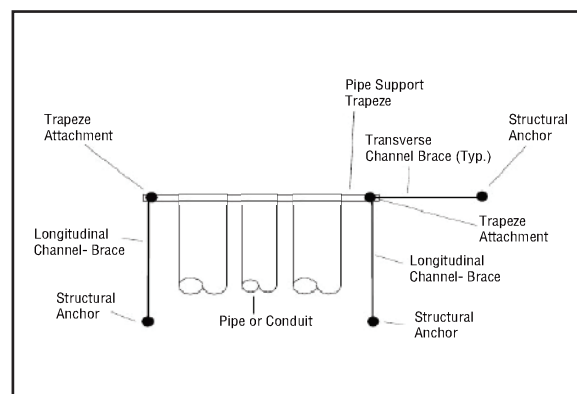 Pipe Support
Trapeze
Structural
Anchor
Trapeze
Attachment
Transverse
Channel Brace (Typ.)
Trapeze
Attachment
Longitudinal
Channel- Brace
Longitudinal
Channel- Brace
Structural
Anchor
Pipe or Conduit
Structural
Anchor